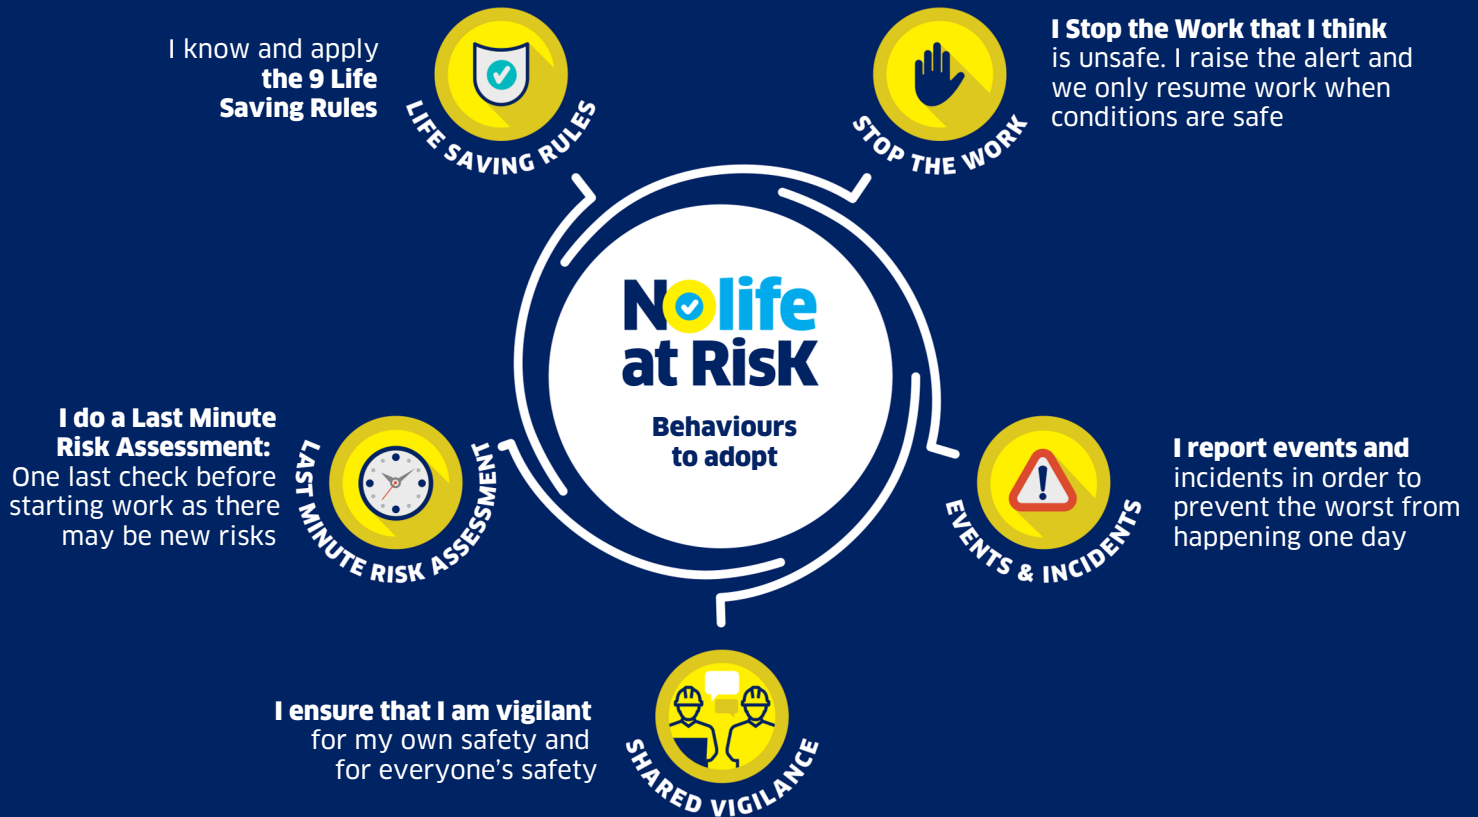 I know and apply
the 9 Life
Saving Rules
LIFE SAVING RULES
I Stop the Work that I think
is unsafe. I raise the alert and
we only resume work when
conditions are safe
STOP THE WORK
No life
at RisK
Behaviours
to adopt
I do a Last Minute
Risk Assessment:
One last check before
starting work as there
may be new risks
LAST MINUTE RISK ASSESSMENT
I report events and
incidents in order to
prevent the worst from
happening one day
EVENTS & INCIDENTS
I ensure that I am vigilant
for my own safety and
for everyone's safety
SHARED VIGILANCE